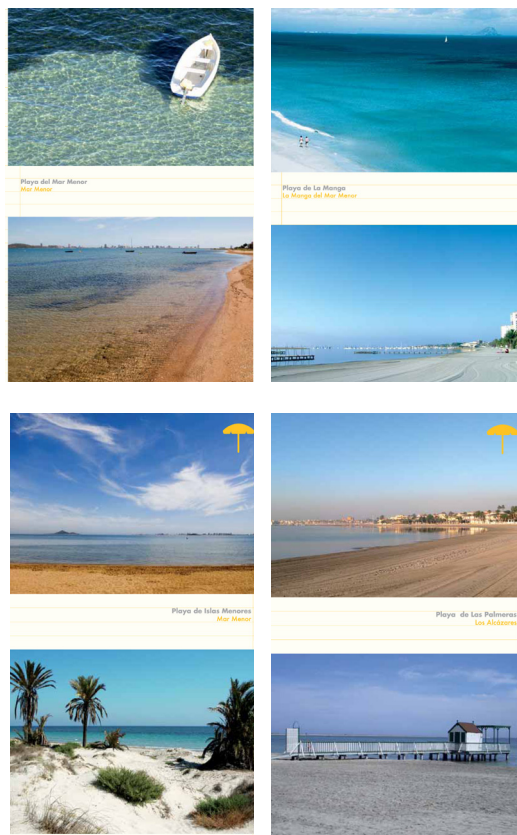 Playa del Mar Menor
Mar Menor
Playa de La Manga
La Manga del Mar Menor
Playa de Islas Menores
Mar Menor
Playa de Las Palmeras
Los Alcázares